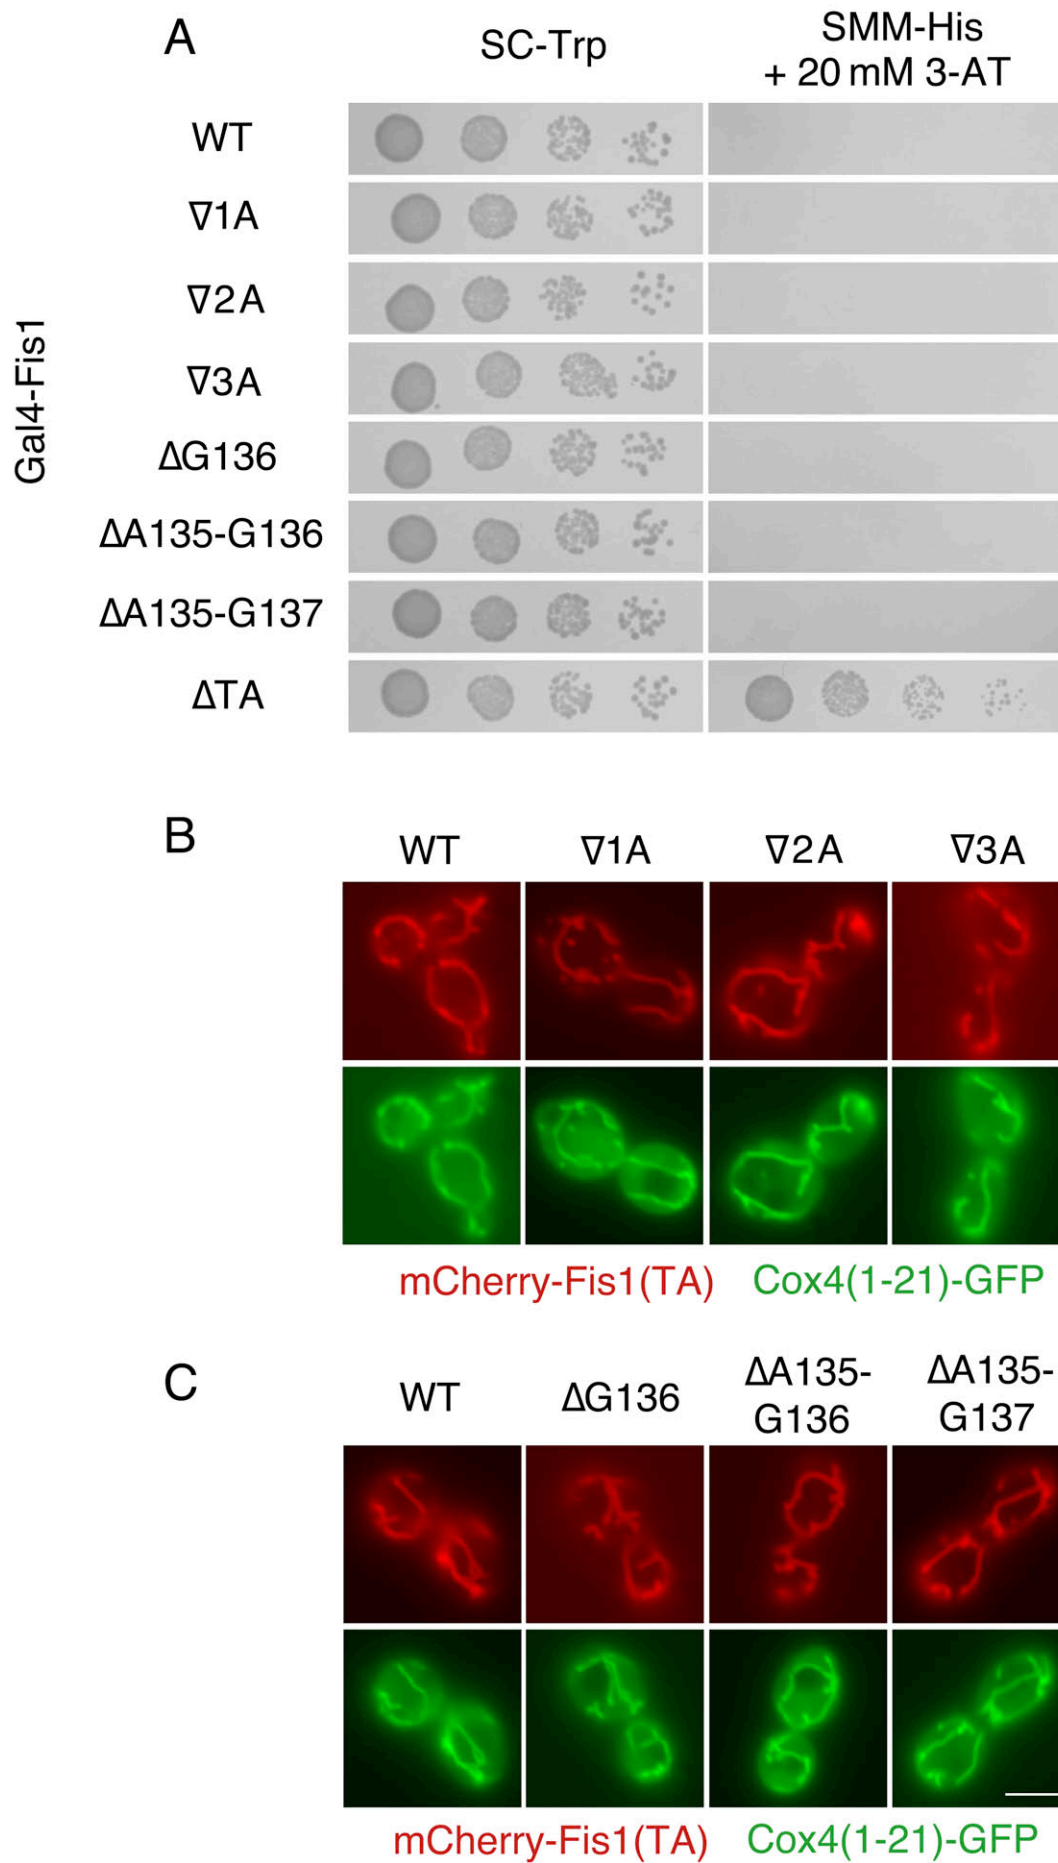 A
SC-Trp
SMM-His
+ 20 mM 3-AT
Gal4-Fis1
WT
∇1A
∇2A
∇3A
ΔG136
ΔA135-G136
ΔA135-G137
ΔTA
B
WT
∇1A
∇2A
∇3A
mCherry-Fis1(TA)
Cox4(1-21)-GFP
C
WT
ΔG136
ΔA135-
G136
ΔA135-
G137
mCherry-Fis1(TA)
Cox4(1-21)-GFP